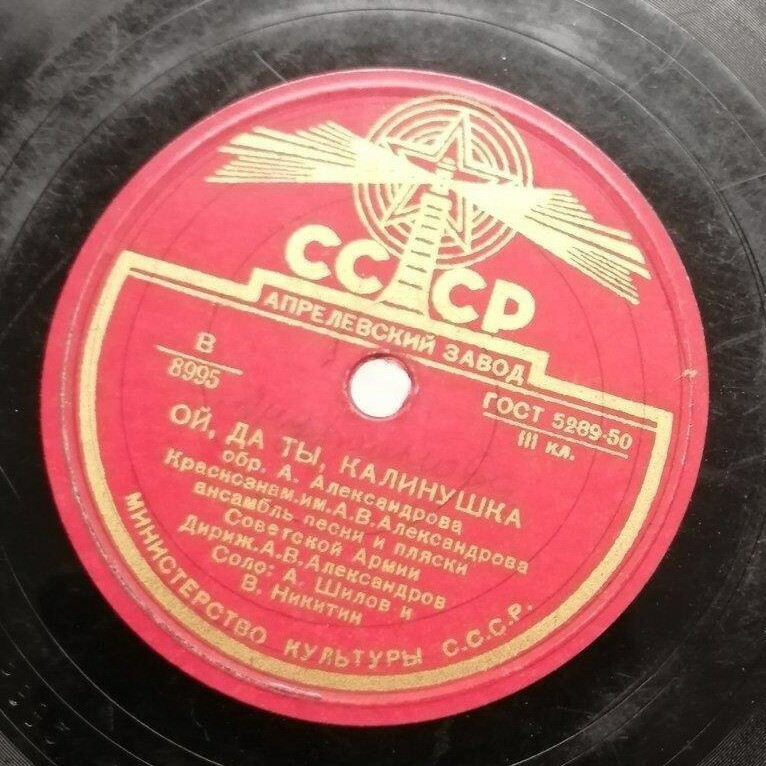 СССР
АПРЕЛЕВСКИЙ ЗАВОД
В
8995
ГОСТ 5289-50
III кл.
ОЙ, ДА ТЫ, КАЛИНУШКА
обр. А. Александрова
Краснознам.им.А.В.Александрова
ансамбль песни и пляски
Советской Армии
Дириж.А.В.Александров
Соло: А. Шилов и
В. Никитин
МИНИСТЕРСТВО КУЛЬТУРЫ С.С.С.Р.